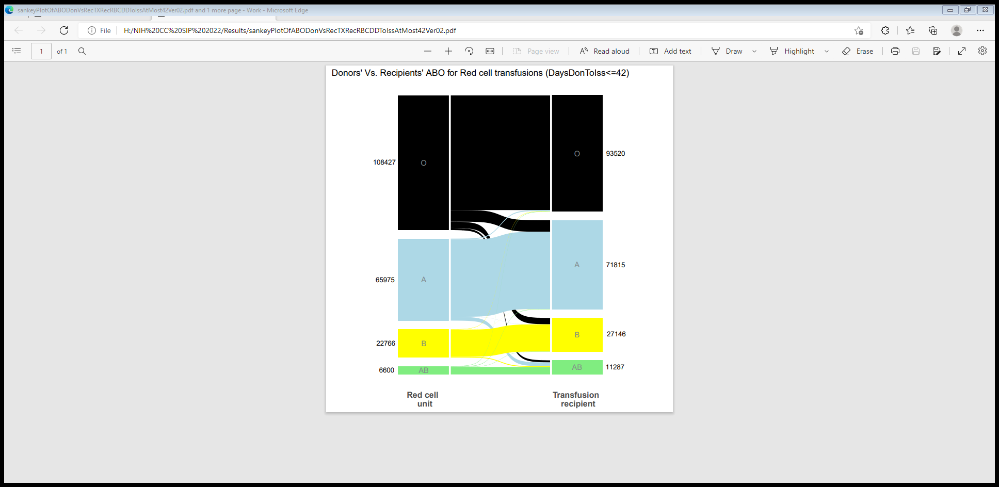 sankeyPlotOfABODonVsRecTXRecRBCDDToIssAtMost42Ver02.pdf and 1 more page - Work - Microsoft Edge
File
H:/NIH%20CC%20SIP%202022/Results/sankeyPlotOfABODonVsRecTXRecRBCDDToIssAtMost42Ver02.pdf
1 of 1 Page view Read aloud Add text Draw Highlight Erase
Donors' Vs. Recipients' ABO for Red cell transfusions (DaysDonToIss<=42)
O 93520
108427 O
A 71815
65975 A
B 27146
22766 B
AB 11287
6600 AB
Red cell
unit
Transfusion
recipient